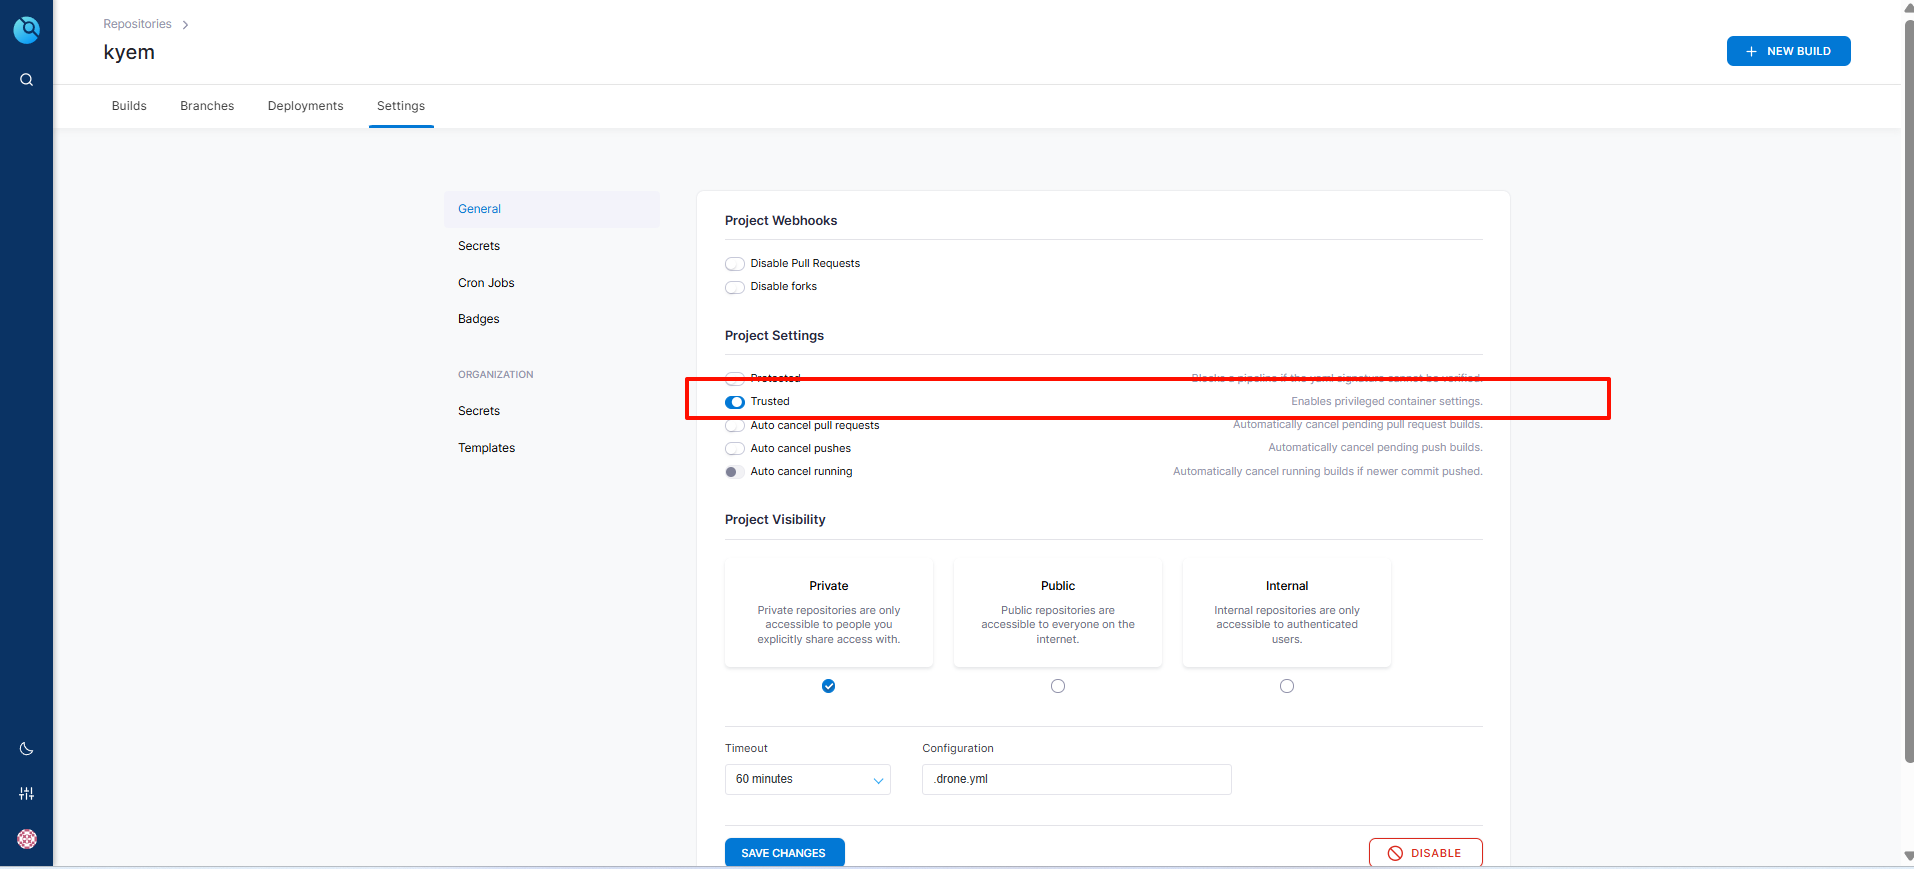 Repositories
kyem
NEW BUILD
Builds
Branches
Deployments
Settings
General
Secrets
Cron Jobs
Badges
ORGANIZATION
Secrets
Templates
Project Webhooks
Disable Pull Requests
Disable forks
Project Settings
Protected
Blocks a pipeline if the yaml signature cannot be verified.
Trusted
Enables privileged container settings.
Auto cancel pull requests
Automatically cancel pending pull request builds.
Auto cancel pushes
Automatically cancel pending push builds.
Auto cancel running
Automatically cancel running builds if newer commit pushed.
Project Visibility
Private
Private repositories are only
accessible to people you
explicitly share access with.
Public
Public repositories are
accessible to everyone on the
internet.
Internal
Internal repositories are only
accessible to authenticated
users.
Timeout
60 minutes
Configuration
.drone.yml
SAVE CHANGES
DISABLE